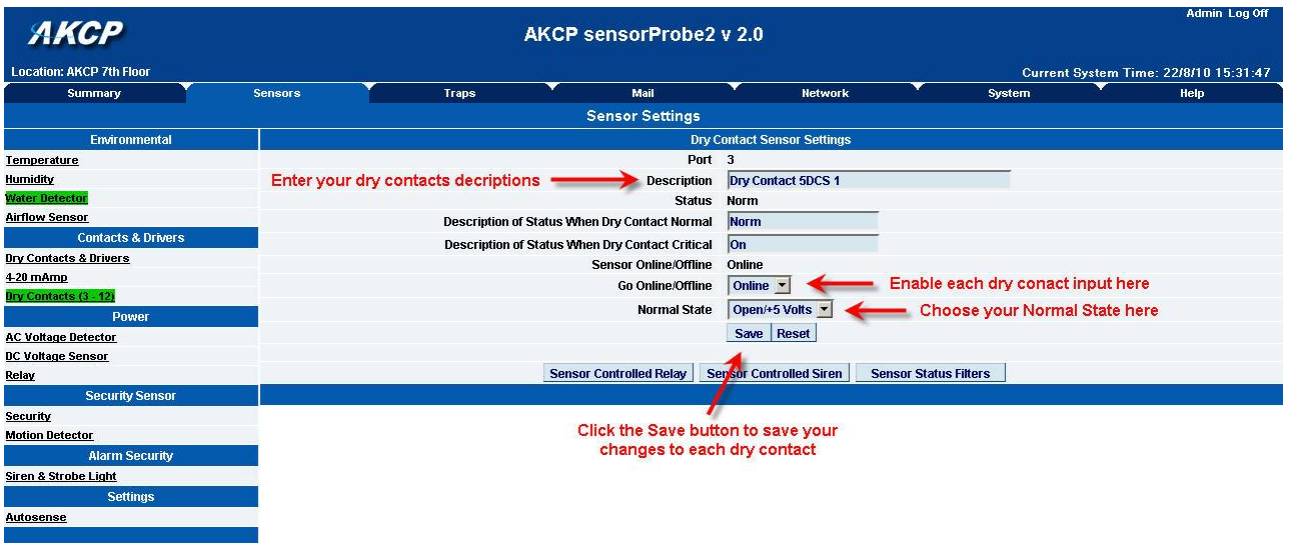 Admin Log Off
AKCP
AKCP sensorProbe2 v 2.0
Location: AKCP 7th Floor
Current System Time: 22/8/10 15:31:47
Summary Sensors Traps Mail Network System Help
Sensor Settings
Environmental
Temperature
Humidity
Water Detector
Airflow Sensor
Contacts & Drivers
Dry Contacts & Drivers
4-20 mAmp
Dry Contacts (3 - 12)
Power
AC Voltage Detector
DC Voltage Sensor
Relay
Security Sensor
Security
Motion Detector
Alarm Security
Siren & Strobe Light
Settings
Autosense
Dry Contact Sensor Settings
Port 3
Enter your dry contacts decriptions
Description Dry Contact 5DCS 1
Status Norm
Description of Status When Dry Contact Normal Norm
Description of Status When Dry Contact Critical On
Sensor Online/Offline Online
Go Online/Offline Online
Enable each dry conact input here
Normal State Open/+5 Volts
Choose your Normal State here
Save Reset
Sensor Controlled Relay Sensor Controlled Siren Sensor Status Filters
Click the Save button to save your
changes to each dry contact